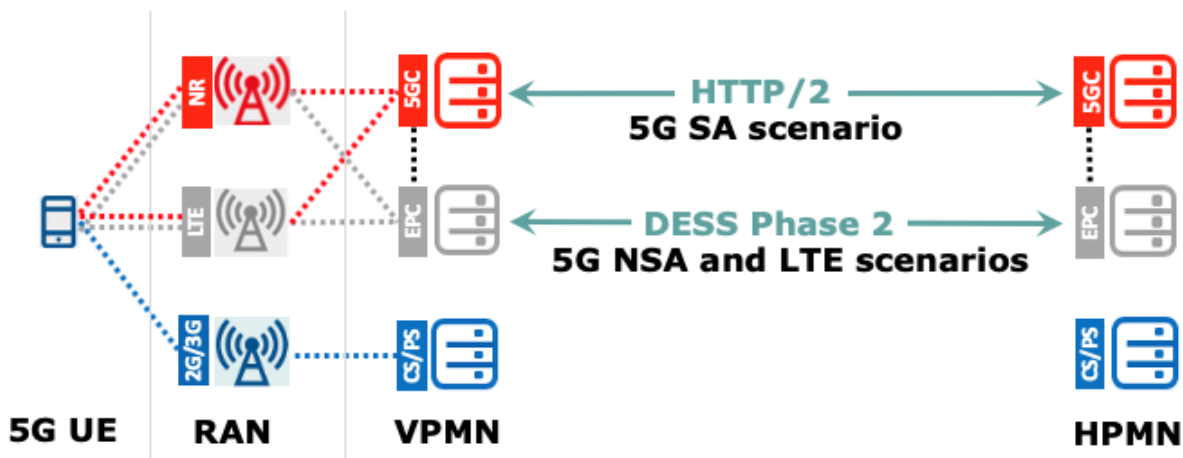 NR
5GC
HTTP/2
5G SA scenario
5GC
LTE
EPC
DESS Phase 2
5G NSA and LTE scenarios
EPC
2G/3G
CS/PS
CS/PS
5G UE
RAN
VPMN
HPMN